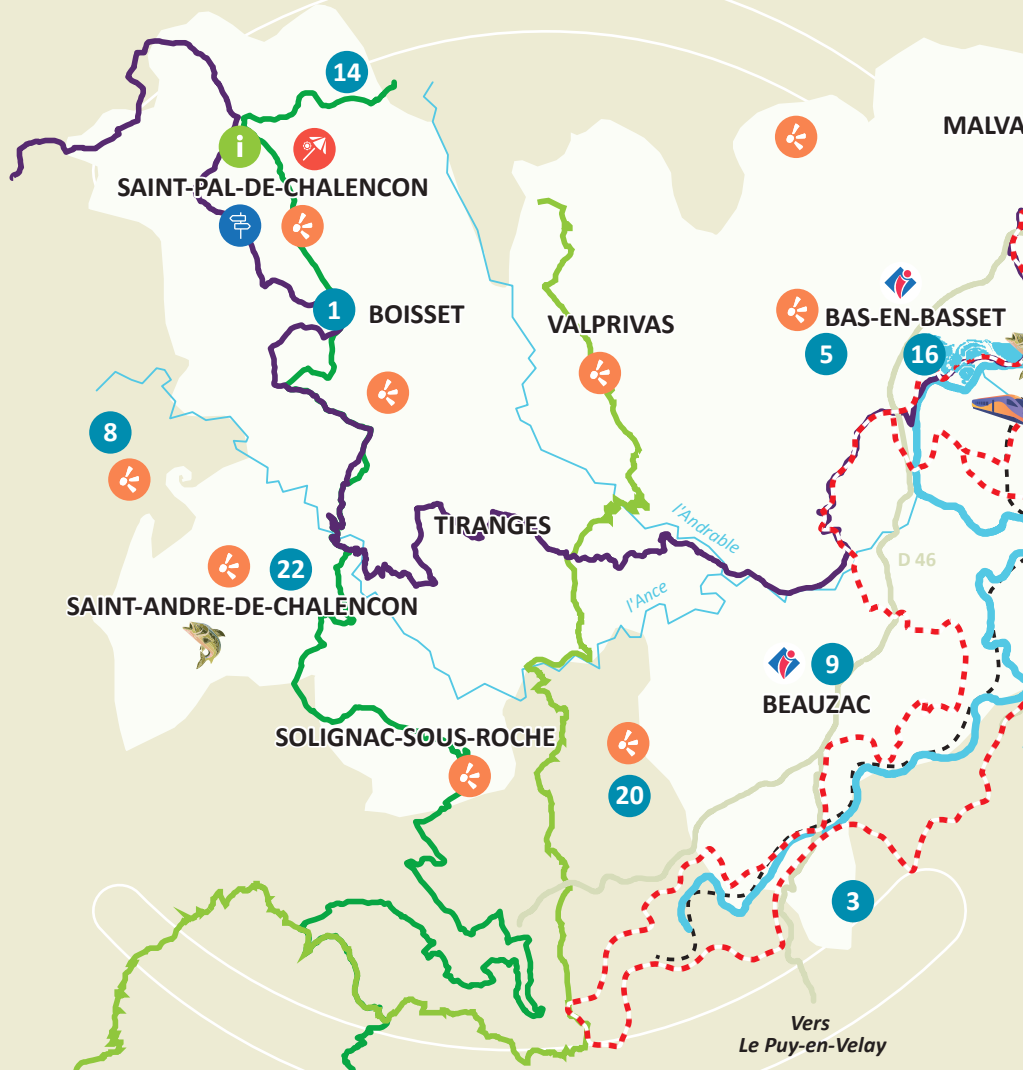 14
MALVA
i
SAINT-PAL-DE-CHALENCON
1
BOISSET
VALPRIVAS
BAS-EN-BASSET
5
16
8
TIRANGES
l'Andrable
D 46
22
l'Ance
SAINT-ANDRE-DE-CHALENCON
9
BEAUZAC
SOLIGNAC-SOUS-ROCHE
20
3
Vers
Le Puy-en-Velay